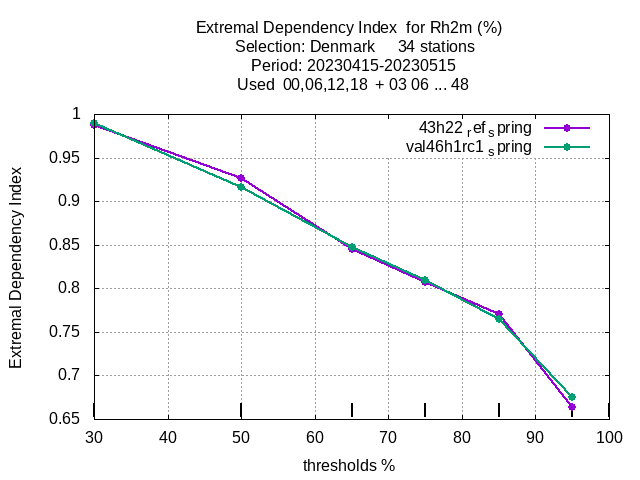 Extremal Dependency Index  for Rh2m (%)
Selection: Denmark     34 stations
Period: 20230415-20230515
Used  00,06,12,18  + 03 06 ... 48
43h22 ref spring
val46h1rc1 spring
1
0.95
0.9
0.85
0.8
0.75
0.7
0.65
Extremal Dependency Index
30 40 50 60 70 80 90 100
thresholds %